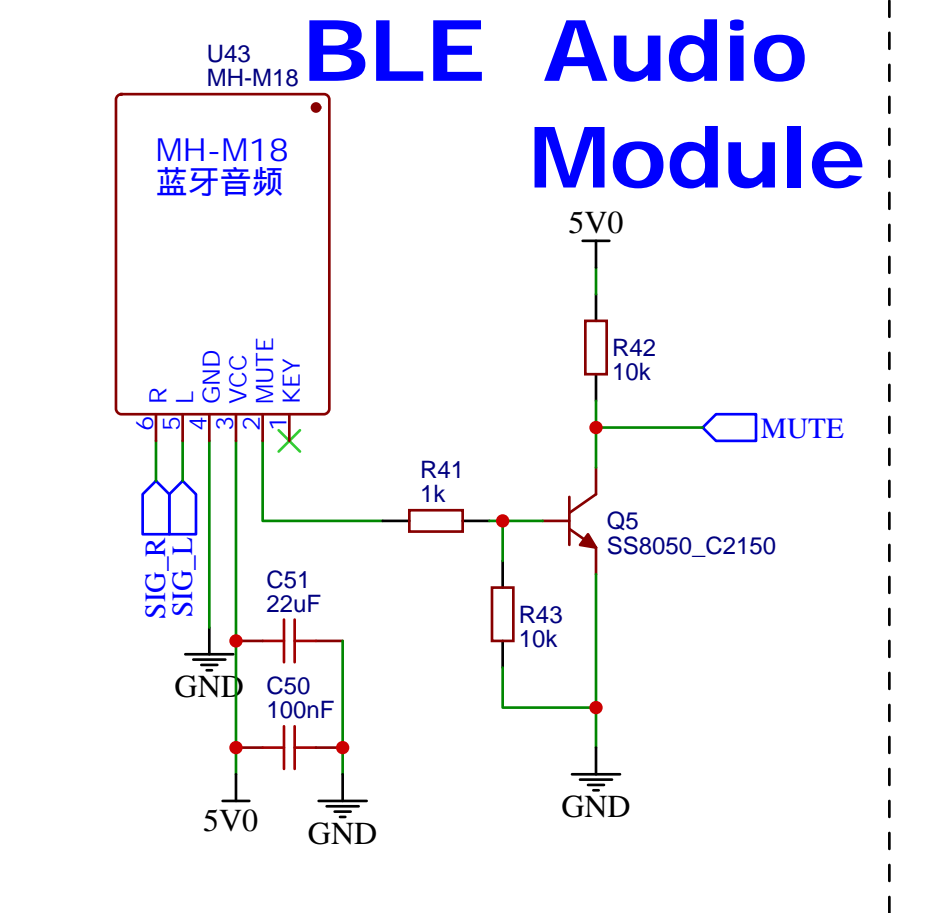 BLE Audio
Module
U43
MH-M18
MH-M18
蓝牙音频
R
L
GND
VCC
MUTE
KEY
6
5
4
3
2
1
SIG_R
SIG_L
GND
C51
22uF
C50
100nF
5V0
GND
R41
1k
R43
10k
5V0
R42
10k
MUTE
Q5
SS8050_C2150
GND